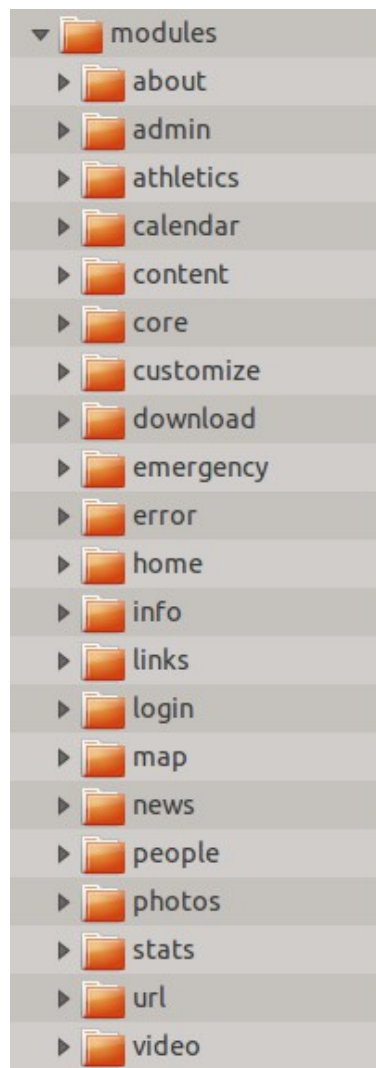 modules
about
admin
athletics
calendar
content
core
customize
download
emergency
error
home
info
links
login
map
news
people
photos
stats
url
video